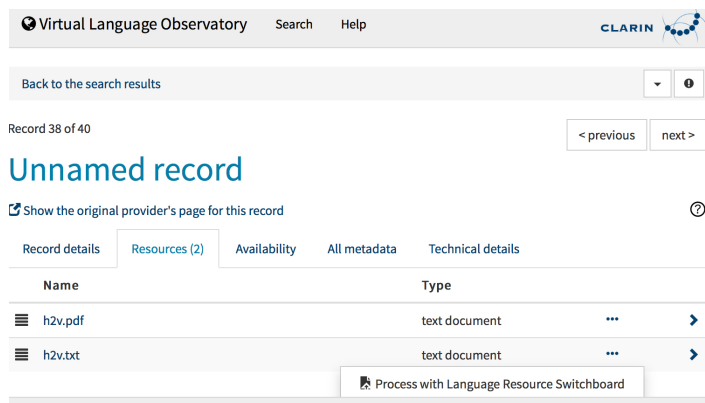 Virtual Language Observatory Search Help CLARIN
Back to the search results
Record 38 of 40
< previous next >
Unnamed record
Show the original provider's page for this record
Record details Resources (2) Availability All metadata Technical details
Name Type
h2v.pdf text document
h2v.txt text document
Process with Language Resource Switchboard